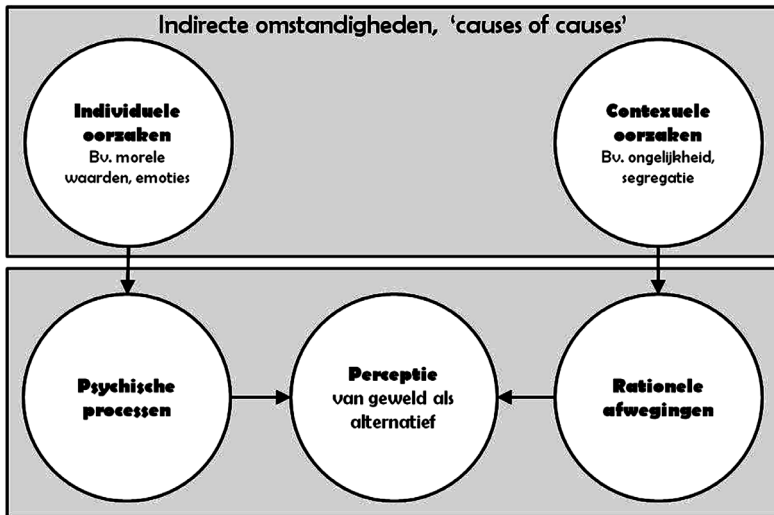 Indirecte omstandigheden, ‘causes of causes’
Individuele
oorzaken
Bv. morele
waarden, emoties
Contexuele
oorzaken
Bv. ongelijkheid,
segregatie
Psychische
processen
Perceptie
van geweld als
alternatief
Rationele
afwegingen